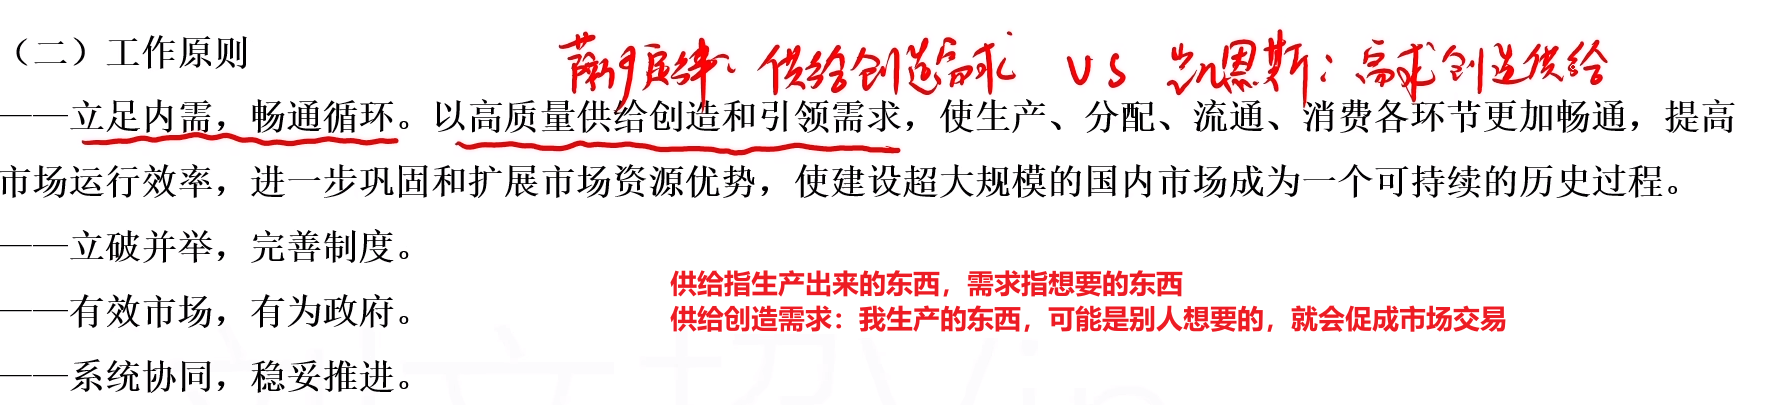 （二）工作原则
萨伊定律：供给创造需求 VS 凯恩斯：需求创造供给
——立足内需，畅通循环。以高质量供给创造和引领需求，使生产、分配、流通、消费各环节更加畅通，提高
市场运行效率，进一步巩固和扩展市场资源优势，使建设超大规模的国内市场成为一个可持续的历史过程。
——立破并举，完善制度。
供给指生产出来的东西，需求指想要的东西
——有效市场，有为政府。
供给创造需求：我生产的东西，可能是别人想要的，就会促成市场交易
——系统协同，稳妥推进。